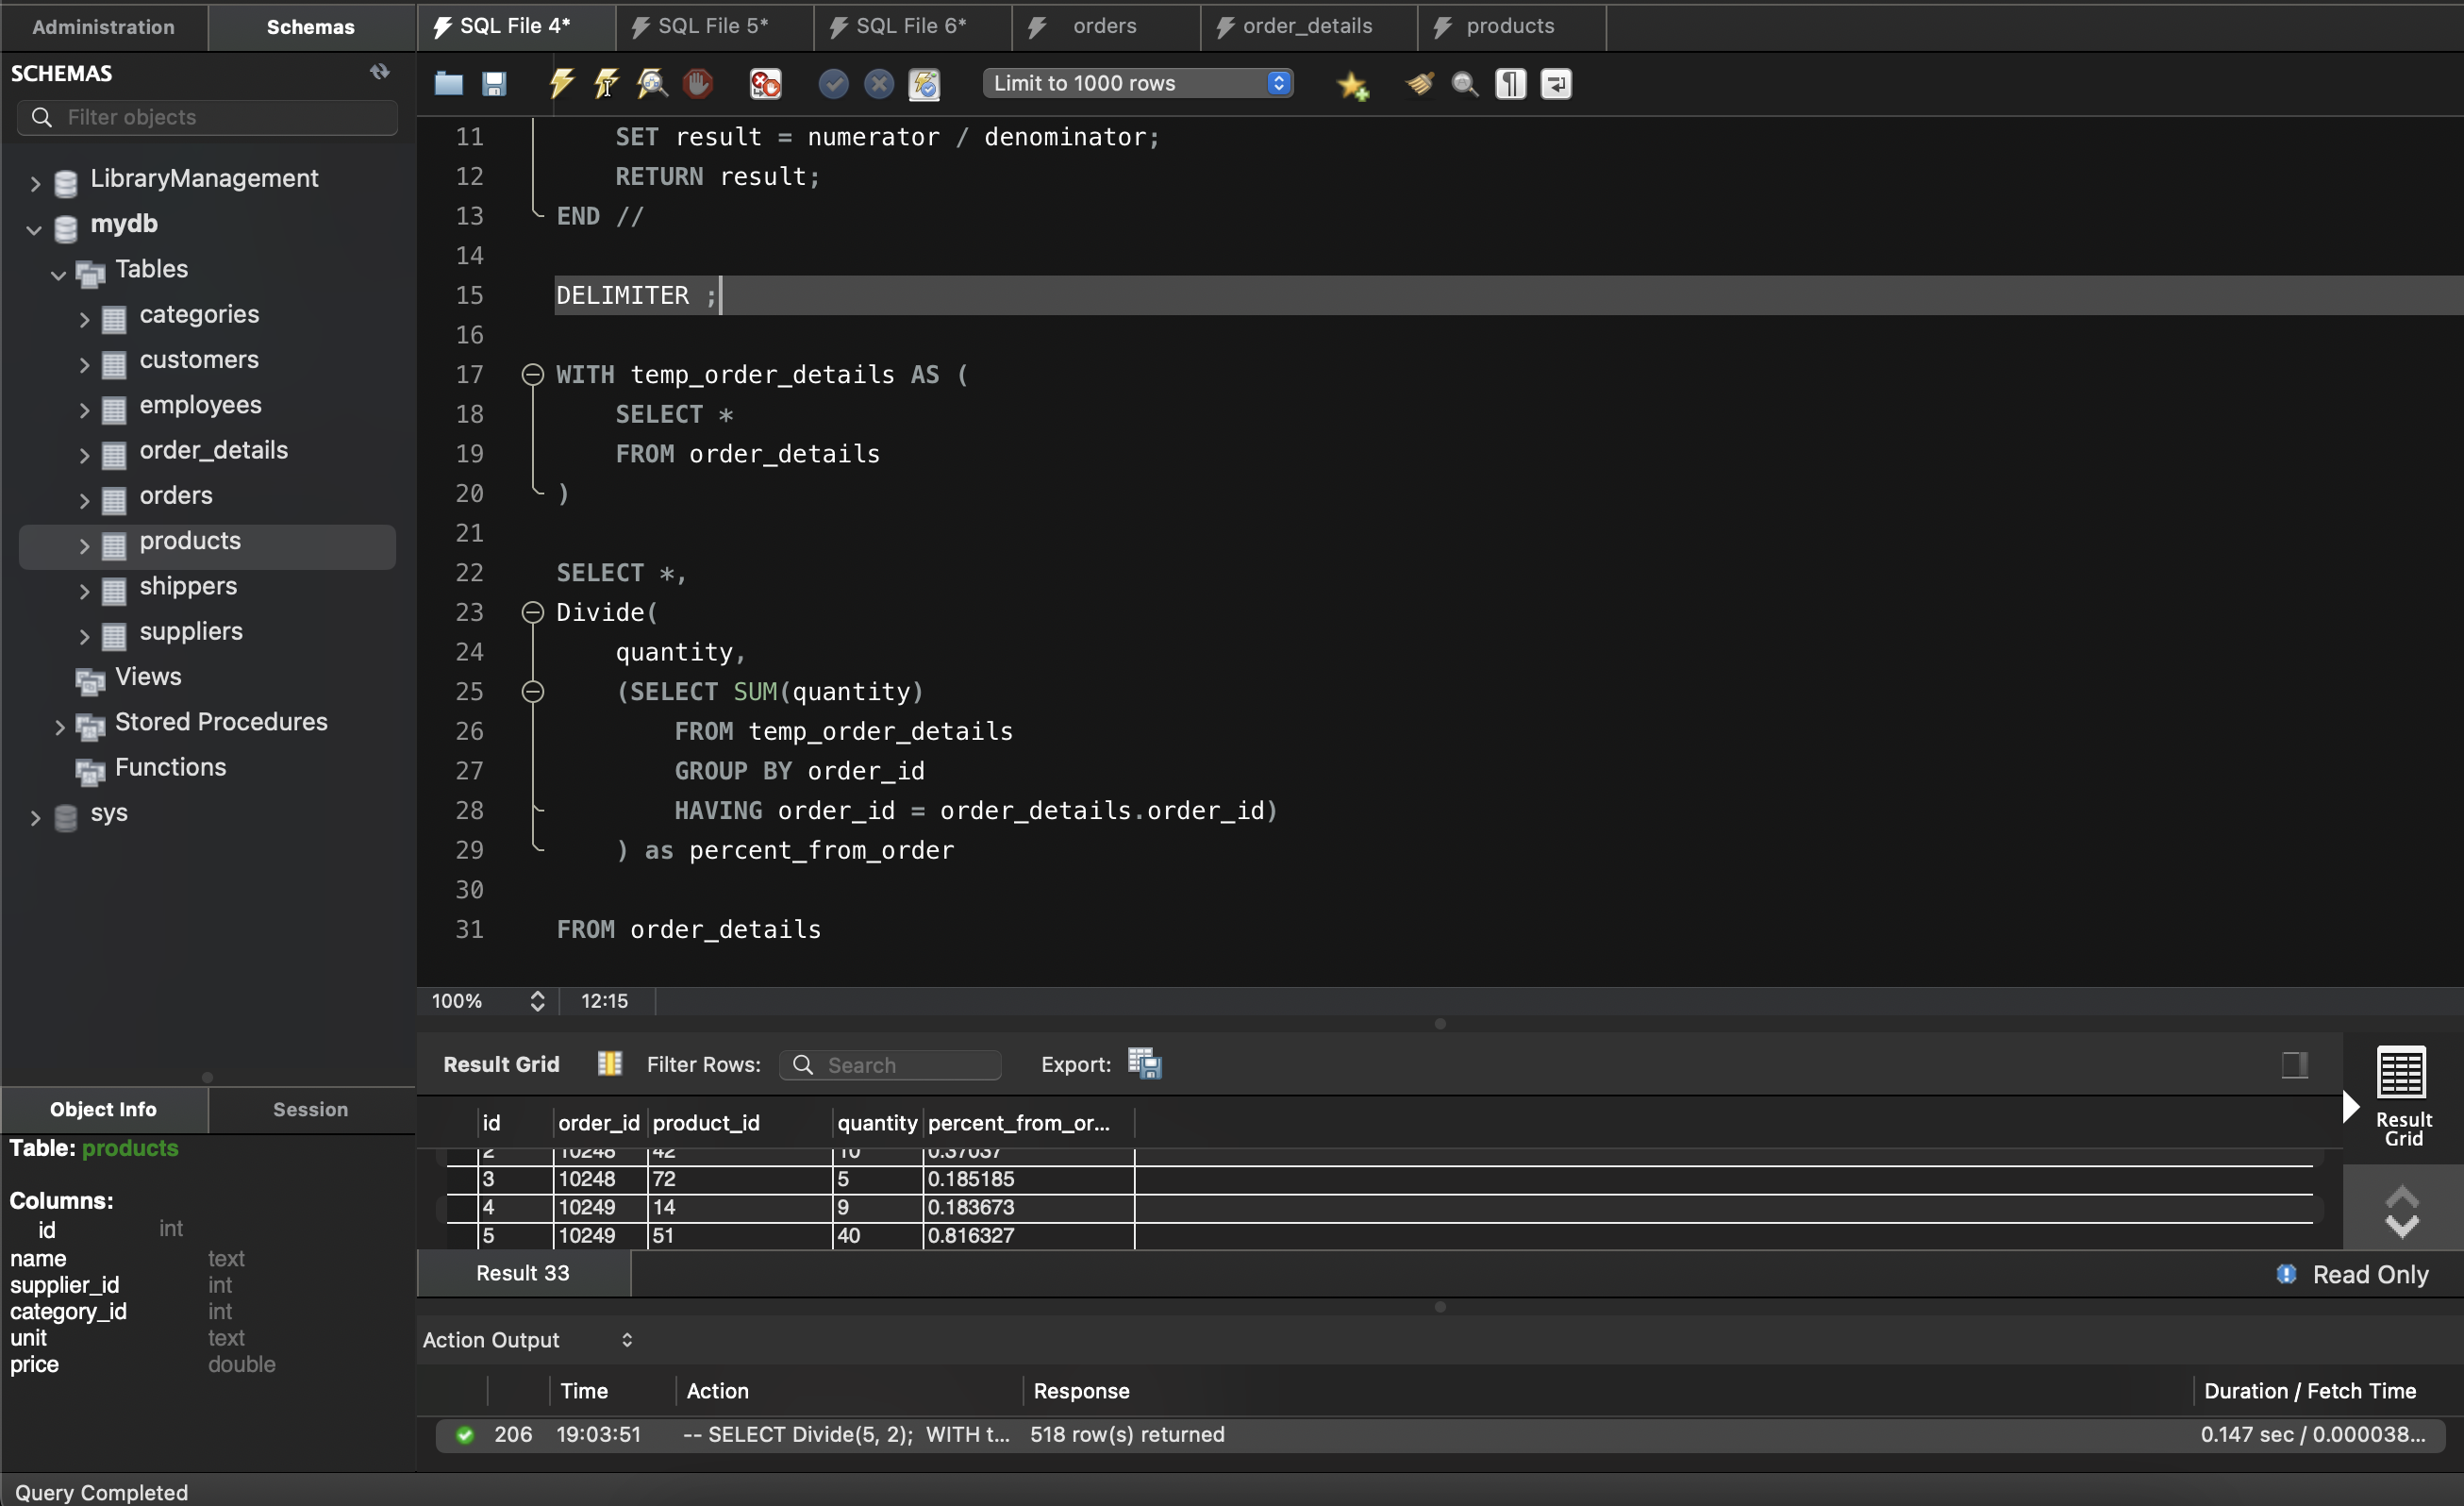 Administration
Schemas
SQL File 4*
SQL File 5*
SQL File 6*
orders
order_details
products
SCHEMAS
Filter objects
LibraryManagement
mydb
Tables
categories
customers
employees
order_details
orders
products
shippers
suppliers
Views
Stored Procedures
Functions
sys
Limit to 1000 rows
11 SET result = numerator / denominator;
12 RETURN result;
13 END //
14
15 DELIMITER ;
16
17 WITH temp_order_details AS (
18 SELECT *
19 FROM order_details
20 )
21
22 SELECT *,
23 Divide(
24 quantity,
25 (SELECT SUM(quantity)
26 FROM temp_order_details
27 GROUP BY order_id
28 HAVING order_id = order_details.order_id)
29 ) as percent_from_order
30
31 FROM order_details
100% 12:15
Result Grid Filter Rows: Search Export:
id order_id product_id quantity percent_from_or...
2 10248 42 10 0.37037
3 10248 72 5 0.185185
4 10249 14 9 0.183673
5 10249 51 40 0.816327
Result
Grid
Result 33
Read Only
Object Info
Session
Table: products
Columns:
id int
name text
supplier_id int
category_id int
unit text
price double
Action Output
Time Action Response Duration / Fetch Time
206 19:03:51 -- SELECT Divide(5, 2); WITH t... 518 row(s) returned 0.147 sec / 0.000038...
Query Completed